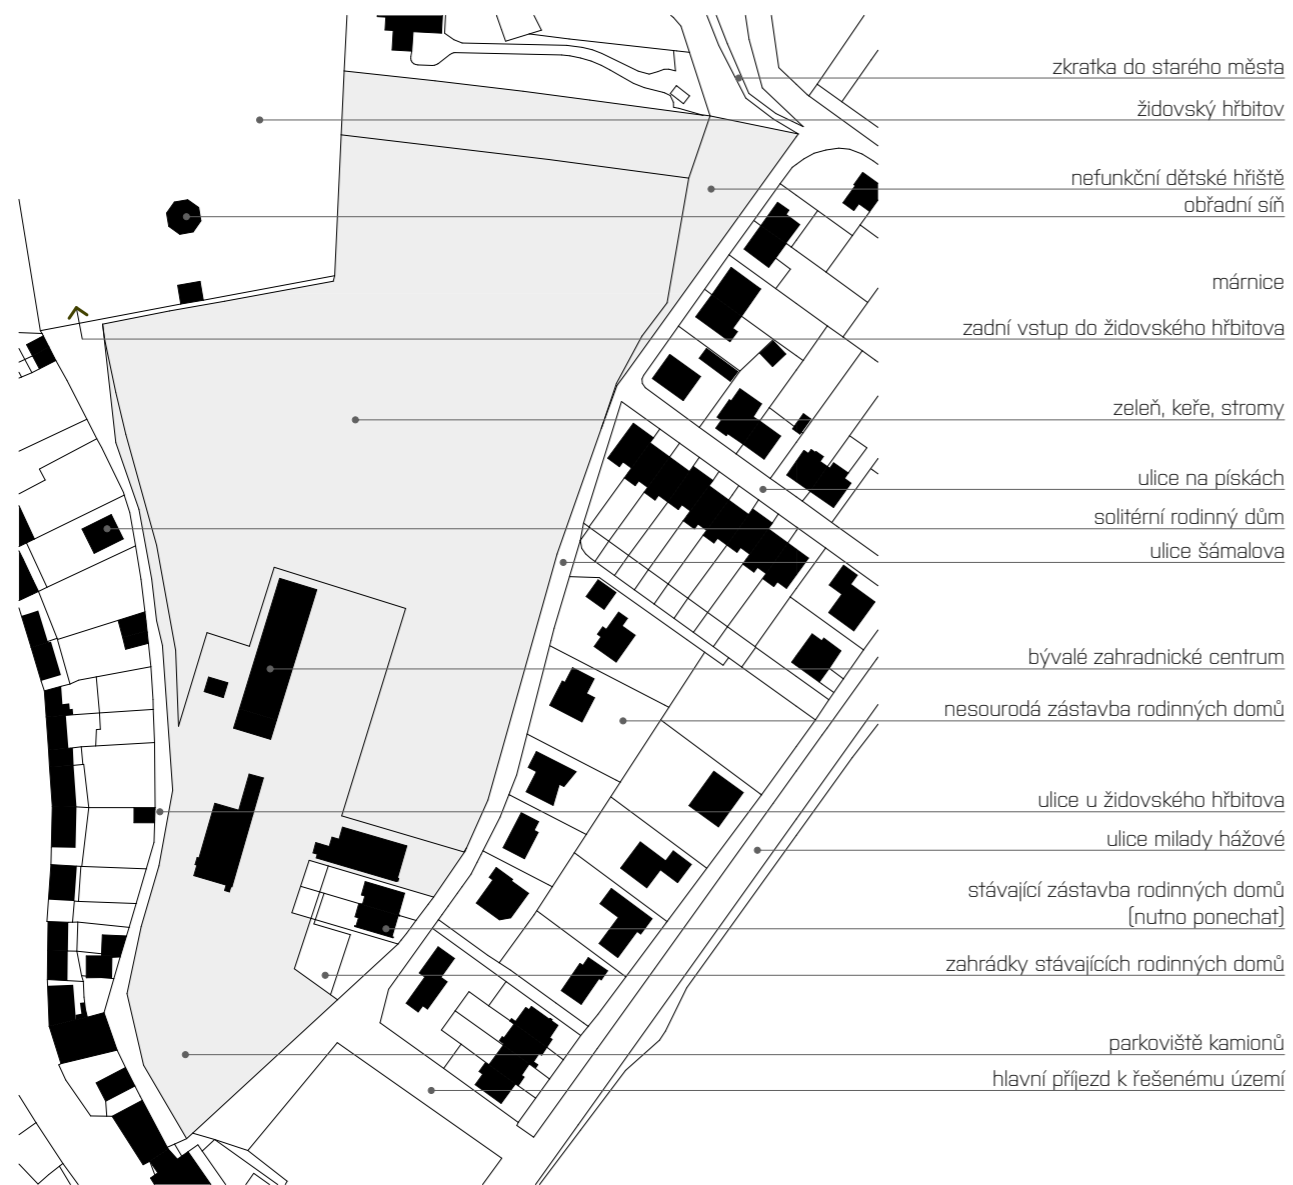 zkratka do starého města
židovský hřbitov
nefunkční dětské hřiště
obřadní síň
márnice
zadní vstup do židovského hřbitova
zeleň, keře, stromy
ulice na pískách
solitérní rodinný dům
ulice šámalova
bývalé zahradnické centrum
nesourodá zástavba rodinných domů
ulice u židovského hřbitova
ulice milady hážové
stávající zástavba rodinných domů
(nutno ponechat)
zahrádky stávajících rodinných domů
parkoviště kamionů
hlavní příjezd k řešenému území